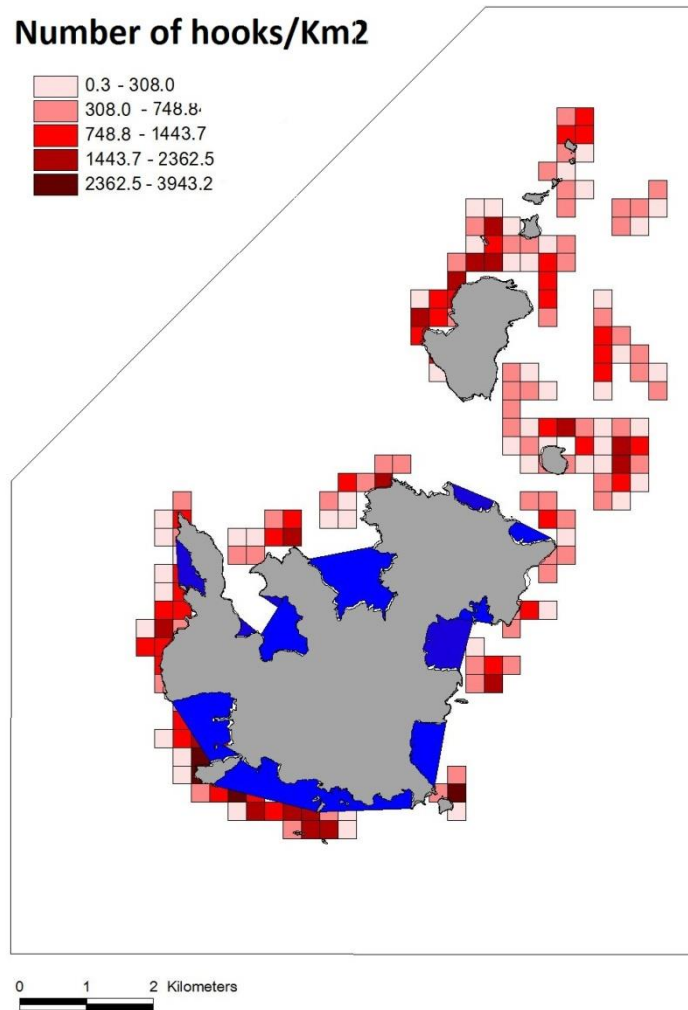 Number of hooks/Km2
0.3 - 308.0
308.0 - 748.8
748.8 - 1443.7
1443.7 - 2362.5
2362.5 - 3943.2
0 1 2 Kilometers